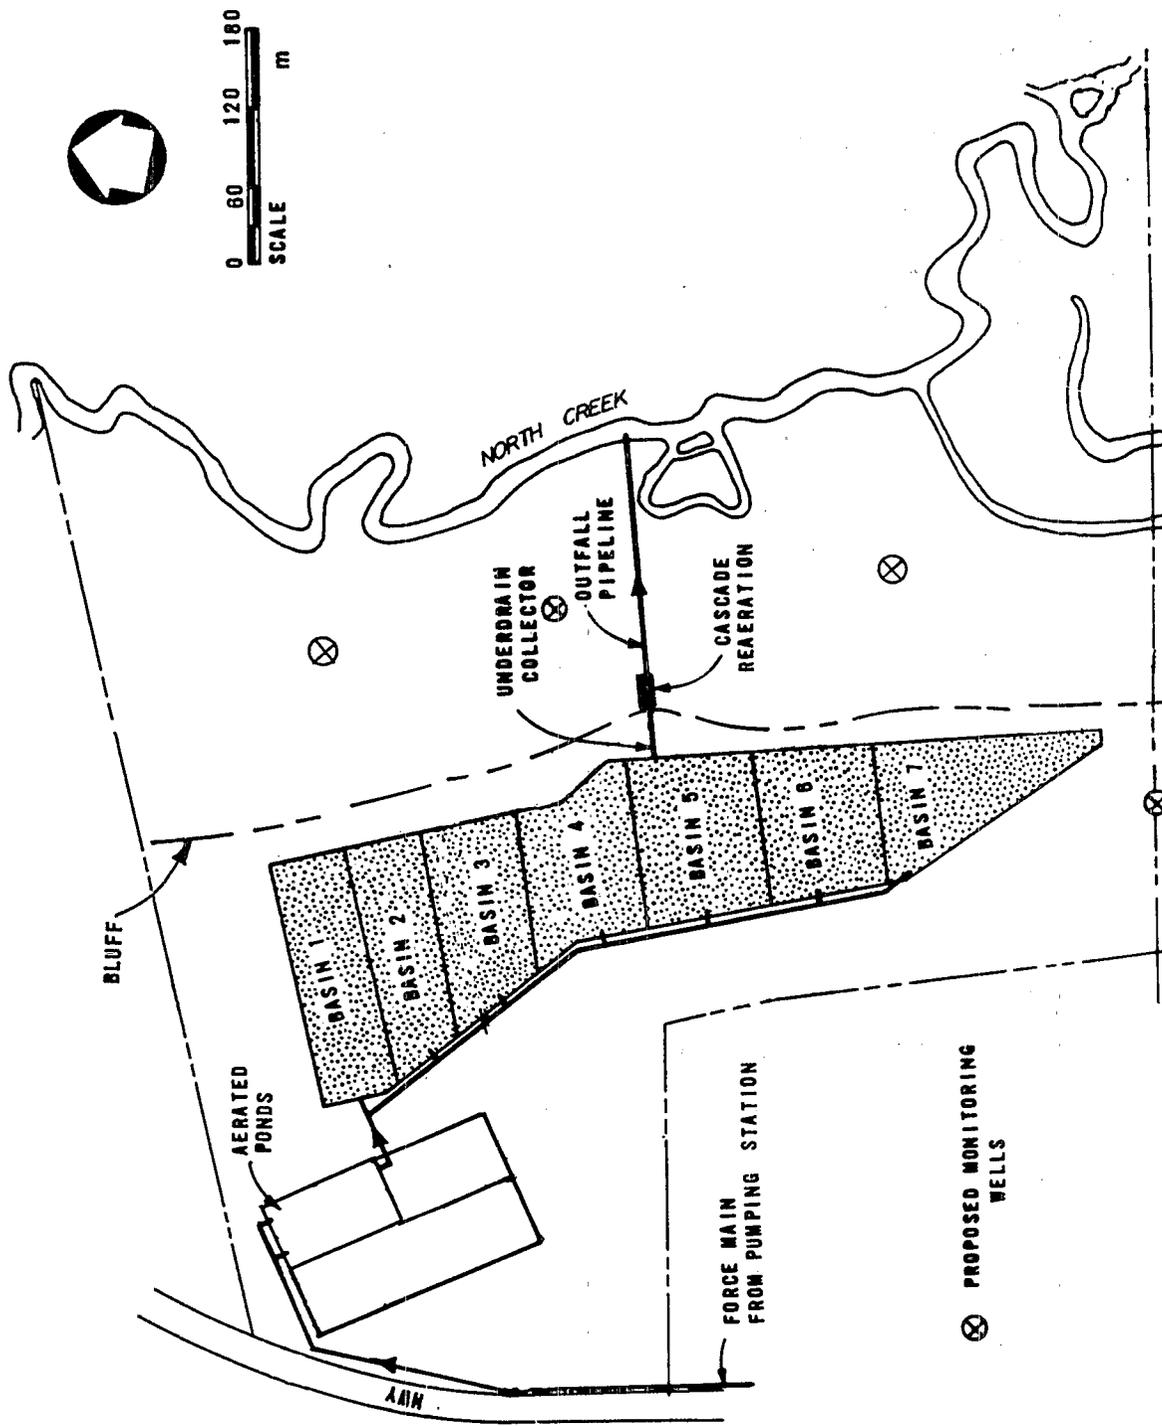 0 60 120 180
m
SCALE
NORTH CREEK
UNDERDRAIN
COLLECTOR
OUTFALL
PIPELINE
CASCADE
REAERATION
BLUFF
BASIN 1
BASIN 2
BASIN 3
BASIN 4
BASIN 5
BASIN 6
BASIN 7
AERATED
PONDS
HWY
FORCE MAIN
FROM PUMPING STATION
PROPOSED MONITORING
WELLS